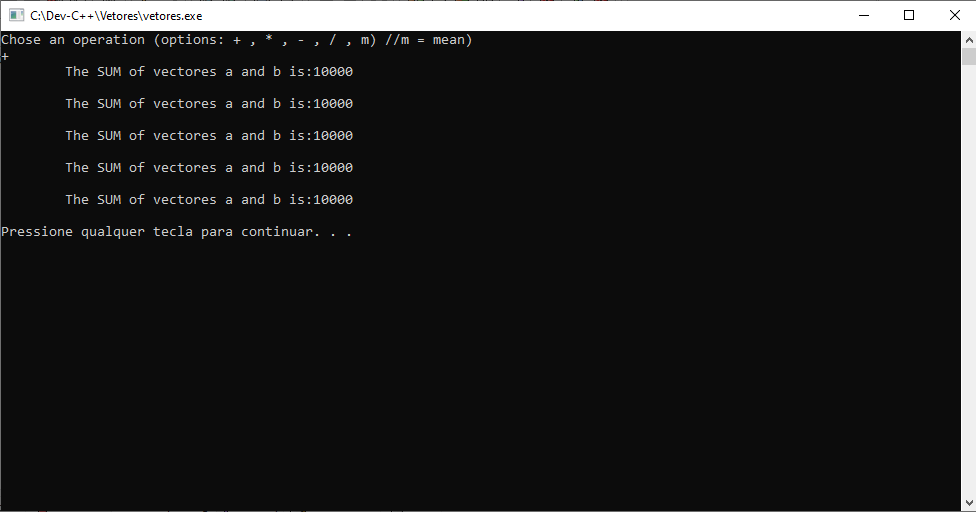 C:\Dev-C++\Vetores\vetores.exe
Chose an operation (options: + , * , - , / , m) //m = mean)
+
The SUM of vectores a and b is:10000
The SUM of vectores a and b is:10000
The SUM of vectores a and b is:10000
The SUM of vectores a and b is:10000
The SUM of vectores a and b is:10000
Pressione qualquer tecla para continuar. . .